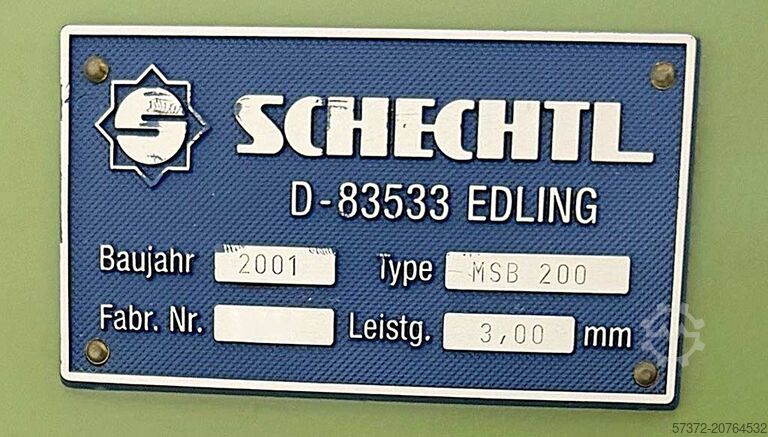 S SCHECHTL
D-83533 EDLING
Baujahr 2001 Type MSB 200
Fabr. Nr. Leistg. 3,00 mm
57372-20764532